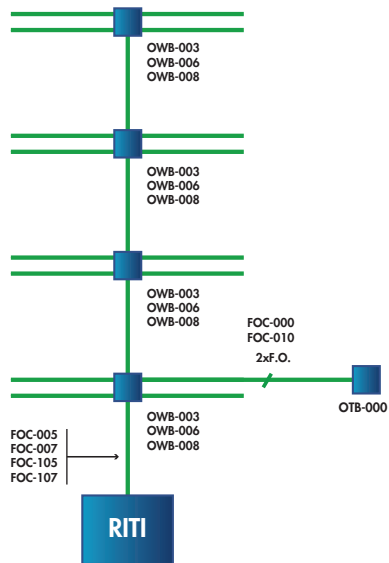 OWB-003
OWB-006
OWB-008
OWB-003
OWB-006
OWB-008
OWB-003
OWB-006
OWB-008
FOC-000
FOC-010
2xF.O.
OTB-000
OWB-003
OWB-006
OWB-008
FOC-005
FOC-007
FOC-105
FOC-107
RITI